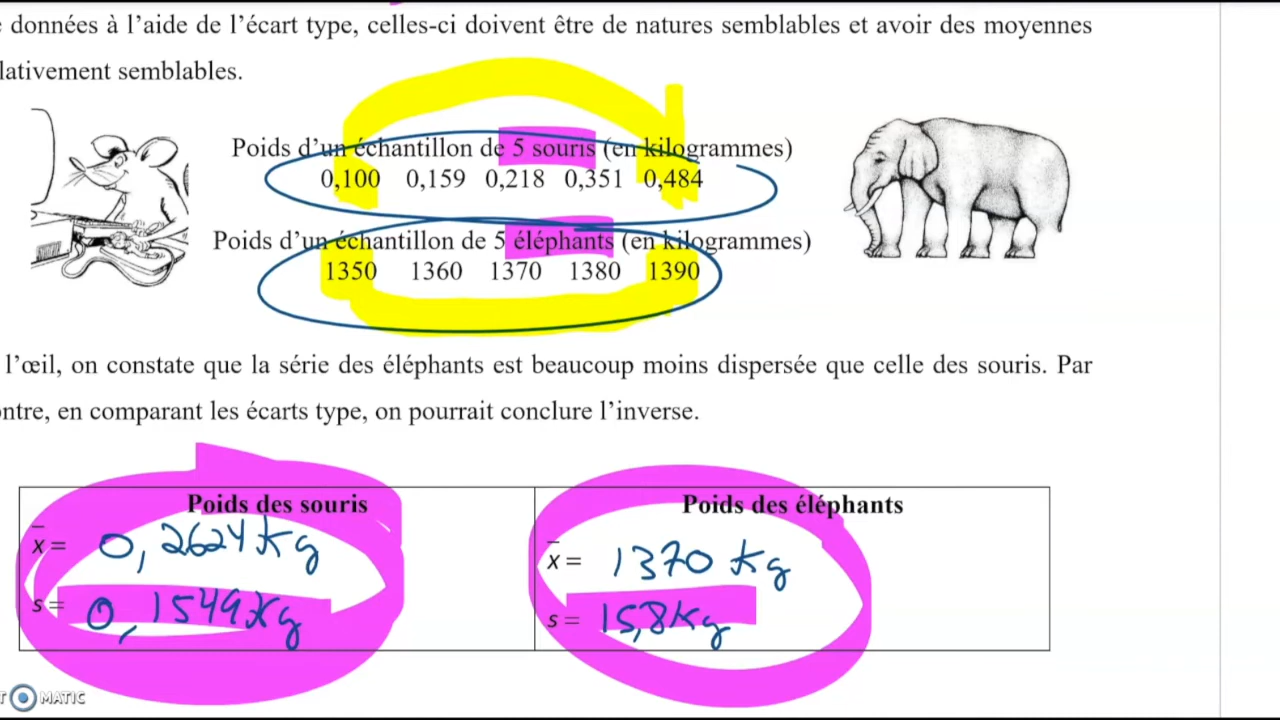 données à l’aide de l’écart type, celles-ci doivent être de natures semblables et avoir des moyennes
lativement semblables.
Poids d’un échantillon de 5 souris (en kilogrammes)
0,100 0,159 0,218 0,351 0,484
Poids d’un échantillon de 5 éléphants (en kilogrammes)
1350 1360 1370 1380 1390
l’œil, on constate que la série des éléphants est beaucoup moins dispersée que celle des souris. Par
ontre, en comparant les écarts type, on pourrait conclure l’inverse.
Poids des souris
x̄ = 0,2624 Kg
s = 0,1549 Kg
Poids des éléphants
x̄ = 1370 Kg
s = 15,8 Kg
MATIC